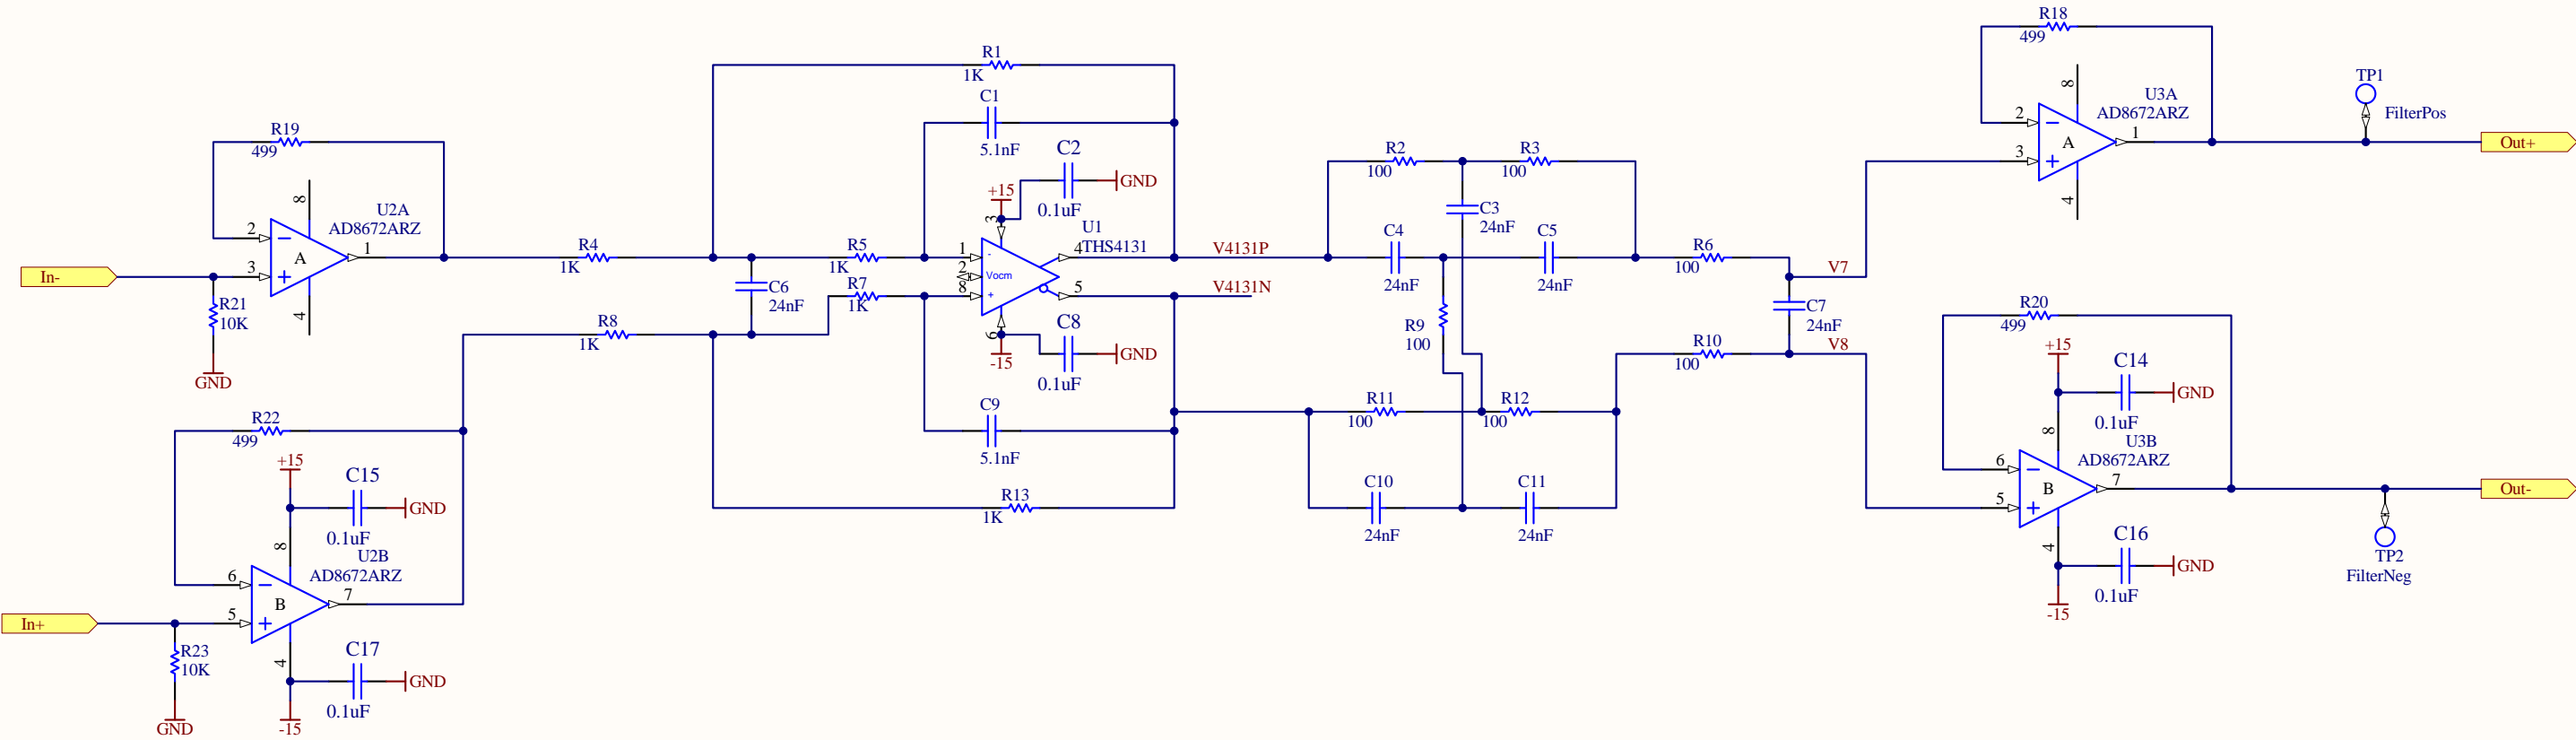 In-
R19
499
2
3
8
4
A
1
U2A
AD8672ARZ
R21
10K
GND
In+
R22
499
+15
C15
GND
0.1uF
8
U2B
AD8672ARZ
6
5
B
7
4
R23
10K
GND
C17
GND
0.1uF
-15
R4
1K
R8
1K
R1
1K
C1
5.1nF
C2
GND
0.1uF
+15
3
C6
24nF
R5
1K
R7
1K
1
2
8
-
Vocm
+
U1
THS4131
4
5
6
-15
C8
GND
0.1uF
C9
5.1nF
R13
1K
V4131P
V4131N
R2
100
R3
100
C3
24nF
C4
24nF
C5
24nF
R9
100
R11
100
R12
100
C10
24nF
C11
24nF
R6
100
R10
100
C7
24nF
V7
V8
R18
499
2
3
8
4
A
1
U3A
AD8672ARZ
TP1
FilterPos
Out+
R20
499
+15
C14
GND
0.1uF
8
U3B
AD8672ARZ
6
5
B
7
4
C16
GND
0.1uF
-15
TP2
FilterNeg
Out-